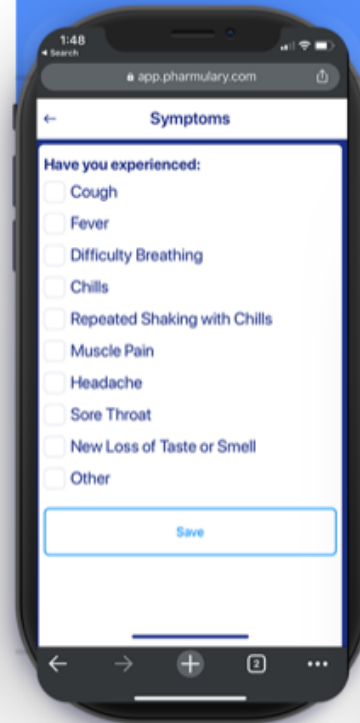 1:48
Search
app.pharmulary.com
Symptoms
Have you experienced:
Cough
Fever
Difficulty Breathing
Chills
Repeated Shaking with Chills
Muscle Pain
Headache
Sore Throat
New Loss of Taste or Smell
Other
Save
2